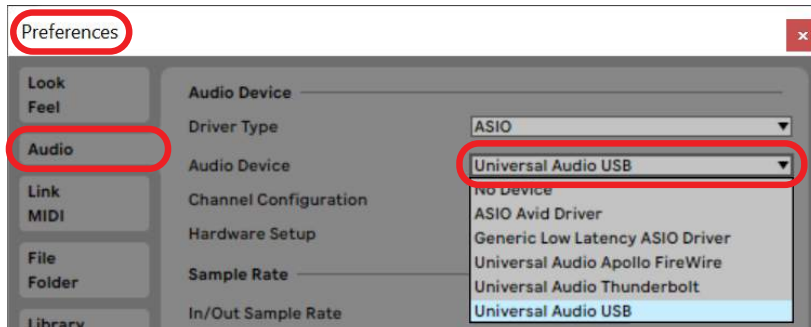 Preferences
x
Look
Feel
Audio
Link
MIDI
File
Folder
Library
Audio Device
Driver Type
ASIO
Audio Device
Universal Audio USB
Channel Configuration
Hardware Setup
No Device
ASIO Avid Driver
Generic Low Latency ASIO Driver
Universal Audio Apollo FireWire
Universal Audio Thunderbolt
Universal Audio USB
Sample Rate
In/Out Sample Rate